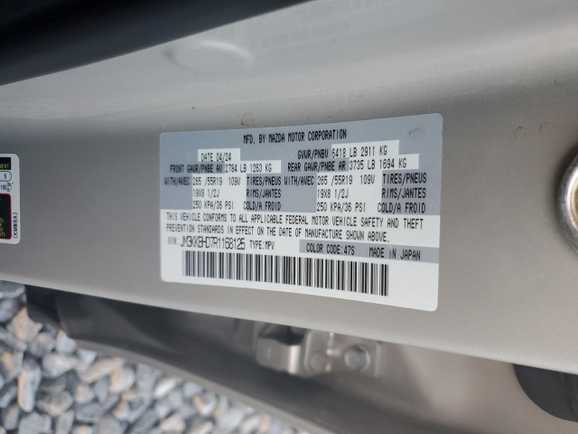 MFD. BY MAZDA MOTOR CORPORATION
DATE 04/24 GVWR/PNBV 6418 LB 2911 KG
FRONT GAWR/PNBE AV 2784 LB 1263 KG REAR GAWR/PNBE AR 3735 LB 1694 KG
WITH/AVEC 265 /55R19 109V TIRES/PNEUS WITH/AVEC 265 /55R19 109V TIRES/PNEUS
19X8 1/2J RIMS/JANTES 19X8 1/2J RIMS/JANTES
250 KPA/36 PSI COLD/A FROID 250 KPA/36 PSI COLD/A FROID
THIS VEHICLE CONFORMS TO ALL APPLICABLE FEDERAL MOTOR VEHICLE SAFETY AND THEFT
PREVENTION STANDARDS IN EFFECT ON THE DATE OF MANUFACTURE SHOWN ABOVE.
VIN: JM3KKBHD7R1168125 TYPE: MPV COLOR CODE: 47S MADE IN JAPAN